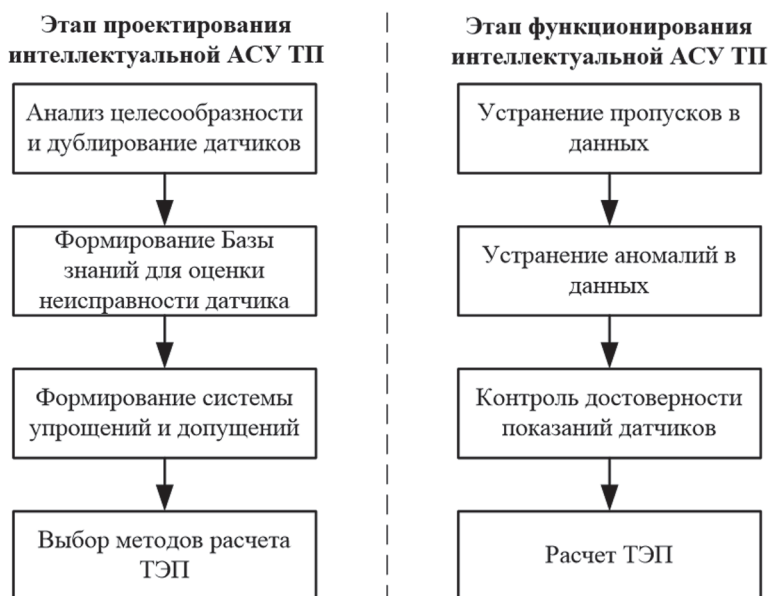 Этап проектирования
интеллектуальной АСУ ТП
Анализ целесообразности
и дублирование датчиков
Формирование Базы
знаний для оценки
неисправности датчика
Формирование системы
упрощений и допущений
Выбор методов расчета
ТЭП
Этап функционирования
интеллектуальной АСУ ТП
Устранение пропусков в
данных
Устранение аномалий в
данных
Контроль достоверности
показаний датчиков
Расчет ТЭП